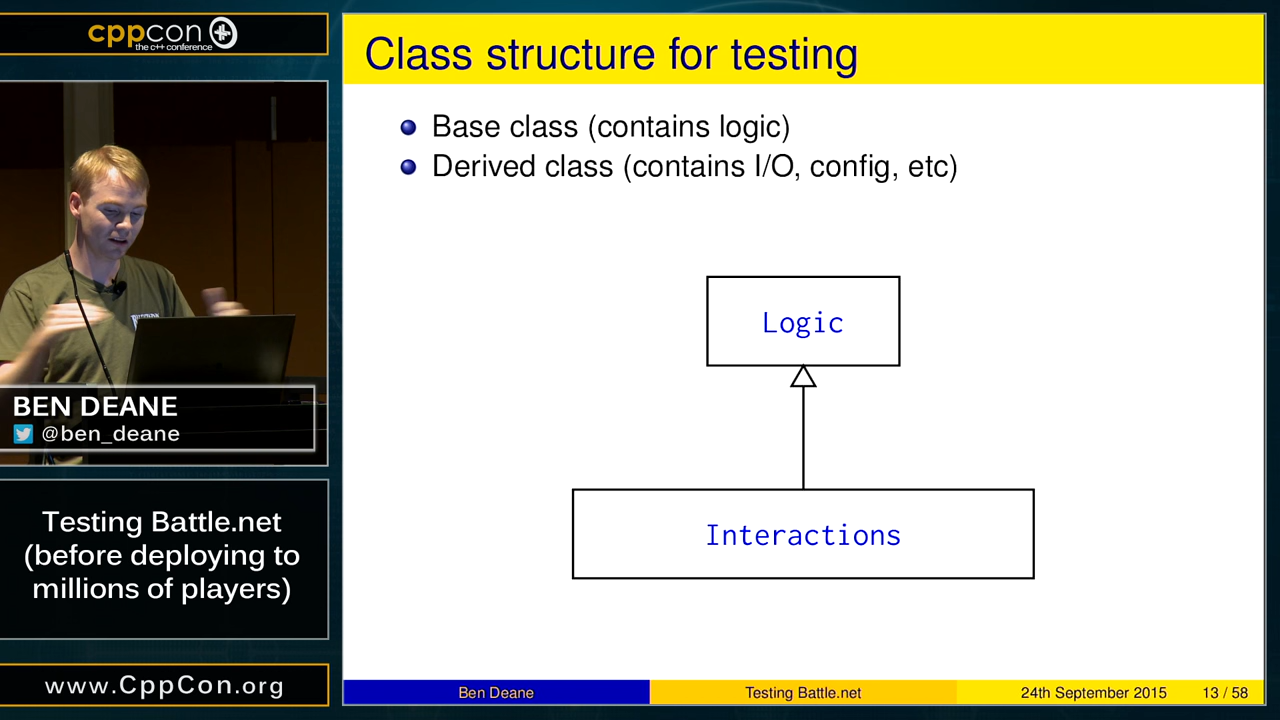 cppcon
the c++ conference
BEN DEANE
@ben_deane
Testing Battle.net
(before deploying to
millions of players)
www.CppCon.org
Class structure for testing
Base class (contains logic)
Derived class (contains I/O, config, etc)
Logic
Interactions
Ben Deane
Testing Battle.net
24th September 2015
13 / 58